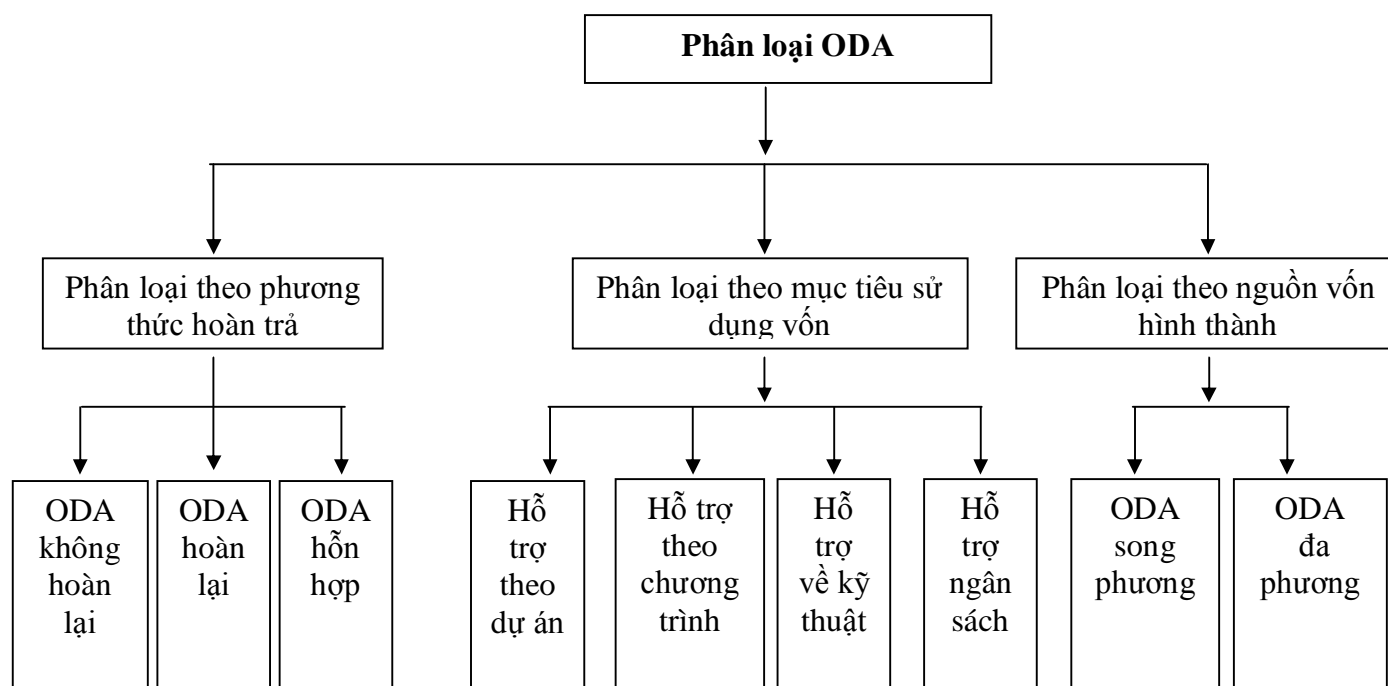 Phân loại ODA
Phân loại theo phương
thức hoàn trả
Phân loại theo mục tiêu sử
dụng vốn
Phân loại theo nguồn vốn
hình thành
ODA
không
hoàn
lại
ODA
hoàn
lại
ODA
hỗn
hợp
Hỗ
trợ
theo
dự án
Hỗ trợ
theo
chương
trình
Hỗ
trợ
về kỹ
thuật
Hỗ
trợ
ngân
sách
ODA
song
phương
ODA
đa
phương